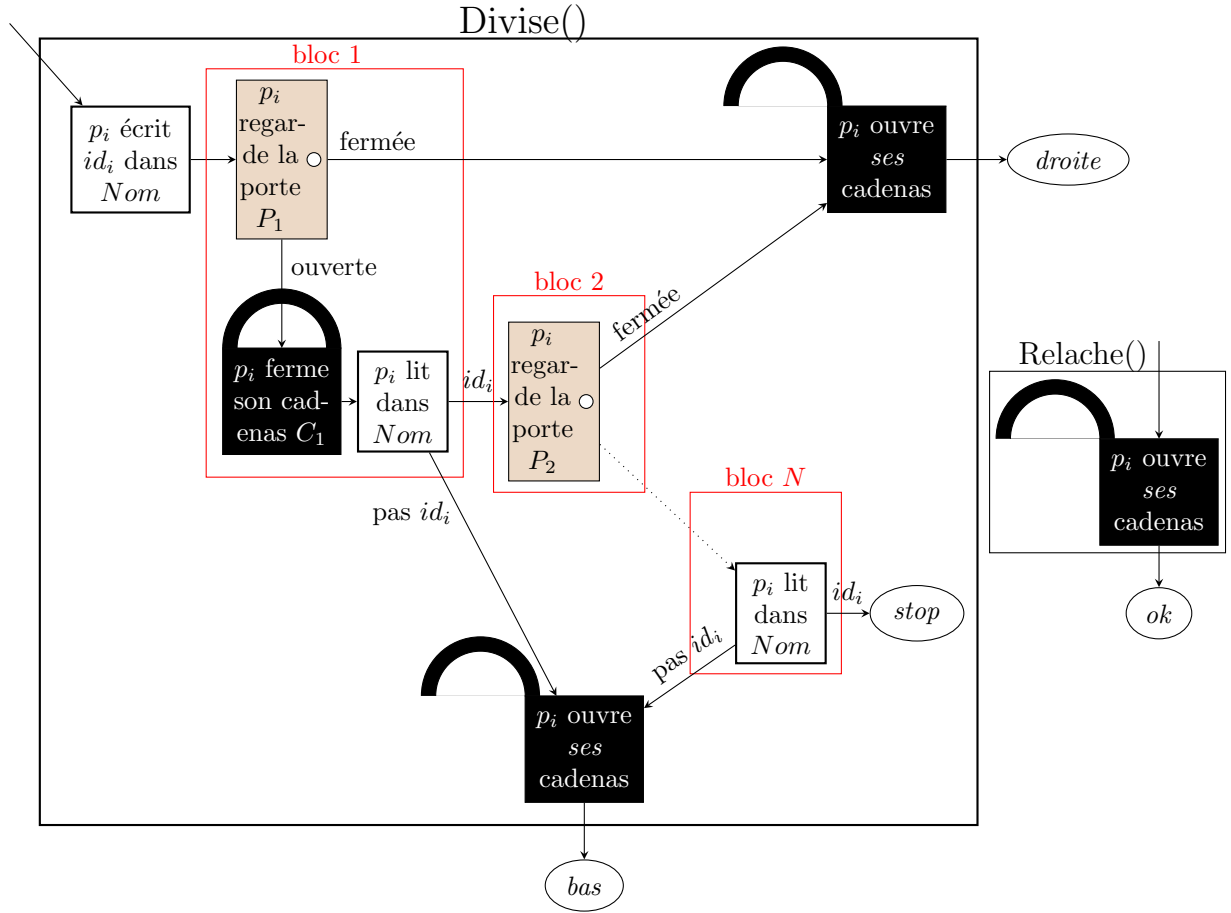 Divise()
bloc 1
p_i écrit
id_i dans
Nom
p_i
regar-
de la
porte
P_1
fermée
p_i ouvre
ses
cadenas
droite
ouverte
p_i ferme
son cad-
enas C_1
p_i lit
dans
Nom
id_i
bloc 2
p_i
regar-
de la
porte
P_2
fermée
pas id_i
bloc N
p_i lit
dans
Nom
id_i
stop
pas id_i
p_i ouvre
ses
cadenas
bas
Relache()
p_i ouvre
ses
cadenas
ok